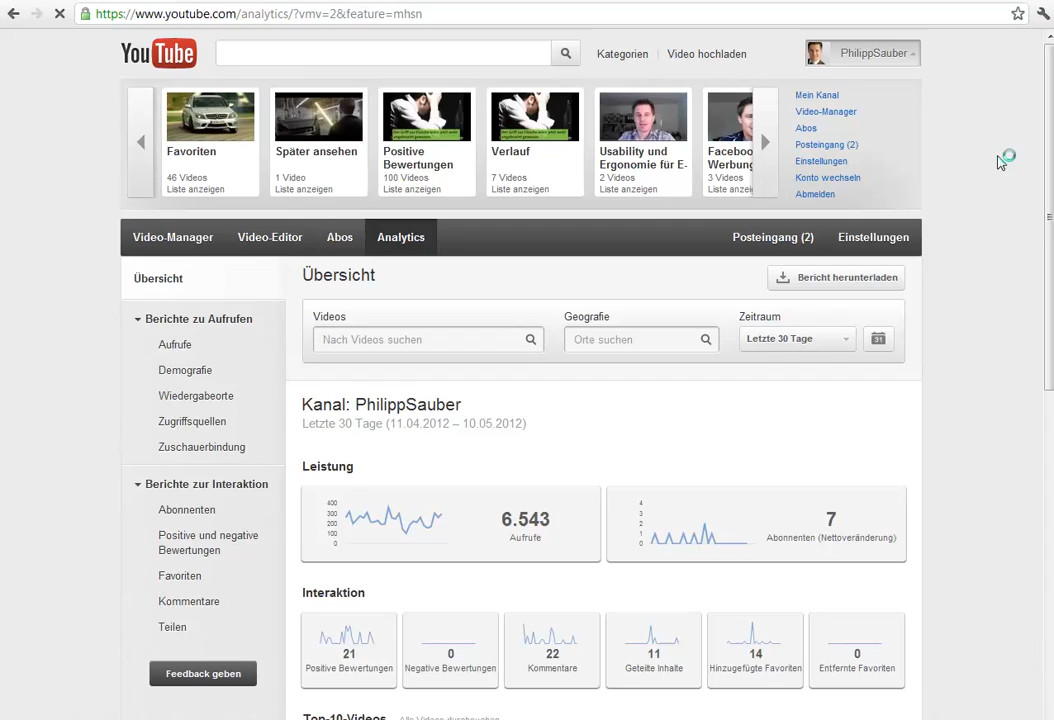 https://www.youtube.com/analytics/?vmv=2&feature=mhsn
YouTube
Kategorien
Video hochladen
PhilippSauber
Favoriten
46 Videos
Liste anzeigen
Später ansehen
1 Video
Liste anzeigen
Positive
Bewertungen
100 Videos
Liste anzeigen
Verlauf
7 Videos
Liste anzeigen
Usability und
Ergonomie für E-
2 Videos
Liste anzeigen
Faceboo
Werbung
3 Videos
Liste anzeig
Mein Kanal
Video-Manager
Abos
Posteingang (2)
Einstellungen
Konto wechseln
Abmelden
Video-Manager
Video-Editor
Abos
Analytics
Posteingang (2)
Einstellungen
Übersicht
Berichte zu Aufrufen
Aufrufe
Demografie
Wiedergabeorte
Zugriffsquellen
Zuschauerbindung
Berichte zur Interaktion
Abonnenten
Positive und negative
Bewertungen
Favoriten
Kommentare
Teilen
Feedback geben
Übersicht
Bericht herunterladen
Videos
Nach Videos suchen
Geografie
Orte suchen
Zeitraum
Letzte 30 Tage
31
Kanal: PhilippSauber
Letzte 30 Tage (11.04.2012 – 10.05.2012)
Leistung
400
300
200
100
0
6.543
Aufrufe
4
3
2
1
0
7
Abonnenten (Nettoveränderung)
Interaktion
21
Positive Bewertungen
0
Negative Bewertungen
22
Kommentare
11
Geteilte Inhalte
14
Hinzugefügte Favoriten
0
Entfernte Favoriten
Top-10-Videos
Alle Videos durchsuchen